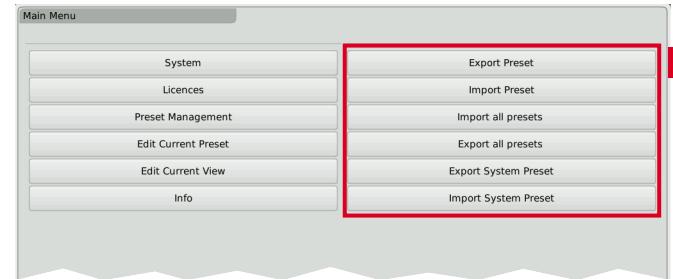 Main Menu
System
Licences
Preset Management
Edit Current Preset
Edit Current View
Info
Export Preset
Import Preset
Import all presets
Export all presets
Export System Preset
Import System Preset